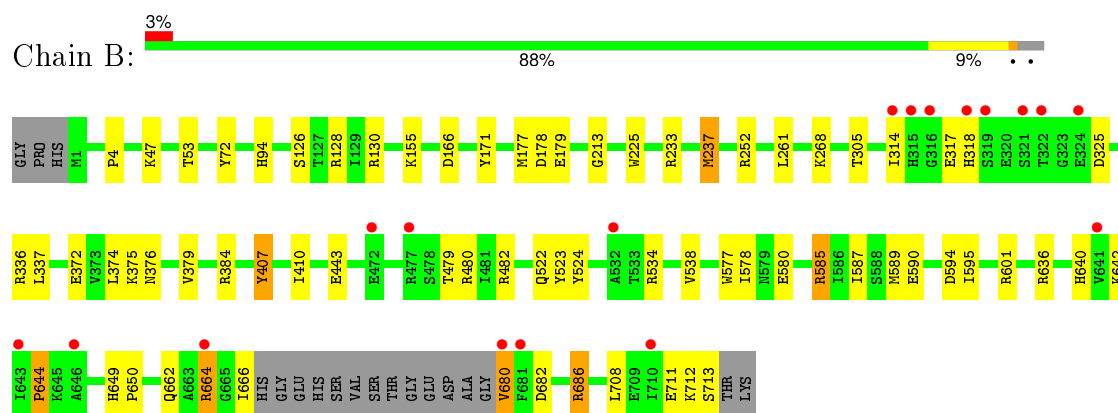 3%
Chain B:
88% 9% • •
GLY PRO HIS M1 P4 K47 T53 Y72 H94 S126 T127 R128 I129 R130 K155 D166 Y171 M177 D178 E179 G213 W225 R233 M237 R252 L261 K268 T305 I314 H315 G316 E317 H318 S319 E320 S321 T322 G323 E324 D325
R336 L337 E372 V373 L374 K375 N376 V379 R384 Y407 I410 E443 E472 R477 S478 T479 R480 I481 R482 Q522 Y523 Y524 A532 T533 R534 V538 W577 I578 N579 E580 R585 I586 I587 S588 M589 E590 D594 I595 R601 R636 H640 V641 K642
I643 P644 K645 A646 H649 P650 Q662 A663 R664 G665 I666 HIS GLY GLU HIS SER VAL SER THR GLY GLU ASP ALA GLY V680 F681 D682 R686 L708 E709 I710 E711 K712 S713 THR LYS